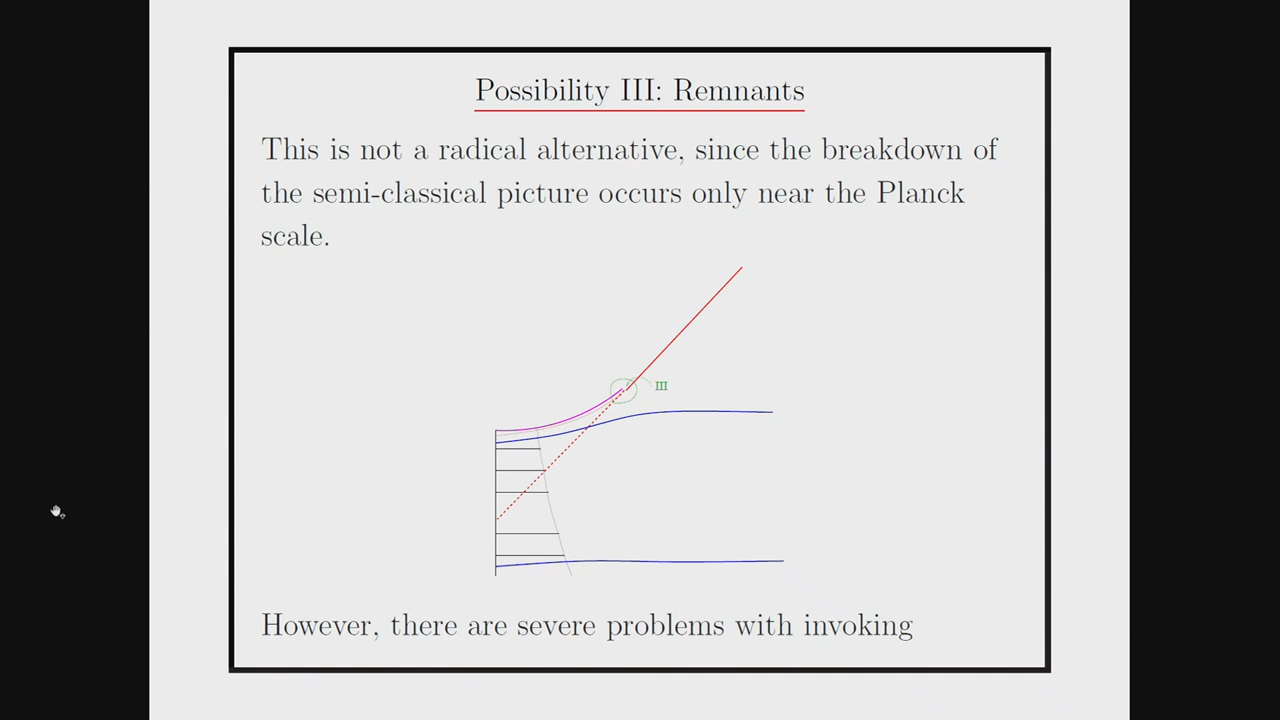 Possibility III: Remnants
This is not a radical alternative, since the breakdown of
the semi-classical picture occurs only near the Planck
scale.
III
However, there are severe problems with invoking